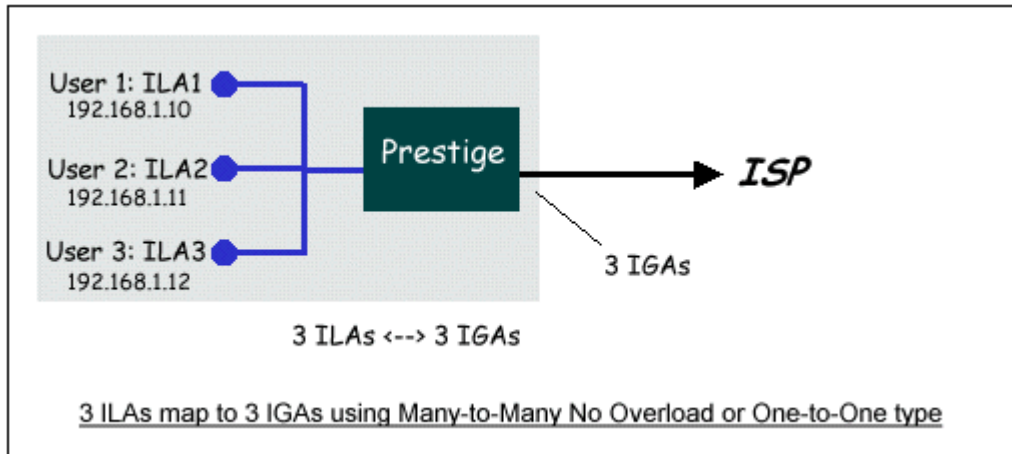 User 1: ILA1
192.168.1.10
User 2: ILA2
192.168.1.11
User 3: ILA3
192.168.1.12
Prestige
ISP
3 IGAs
3 ILAs <--> 3 IGAs
3 ILAs map to 3 IGAs using Many-to-Many No Overload or One-to-One type